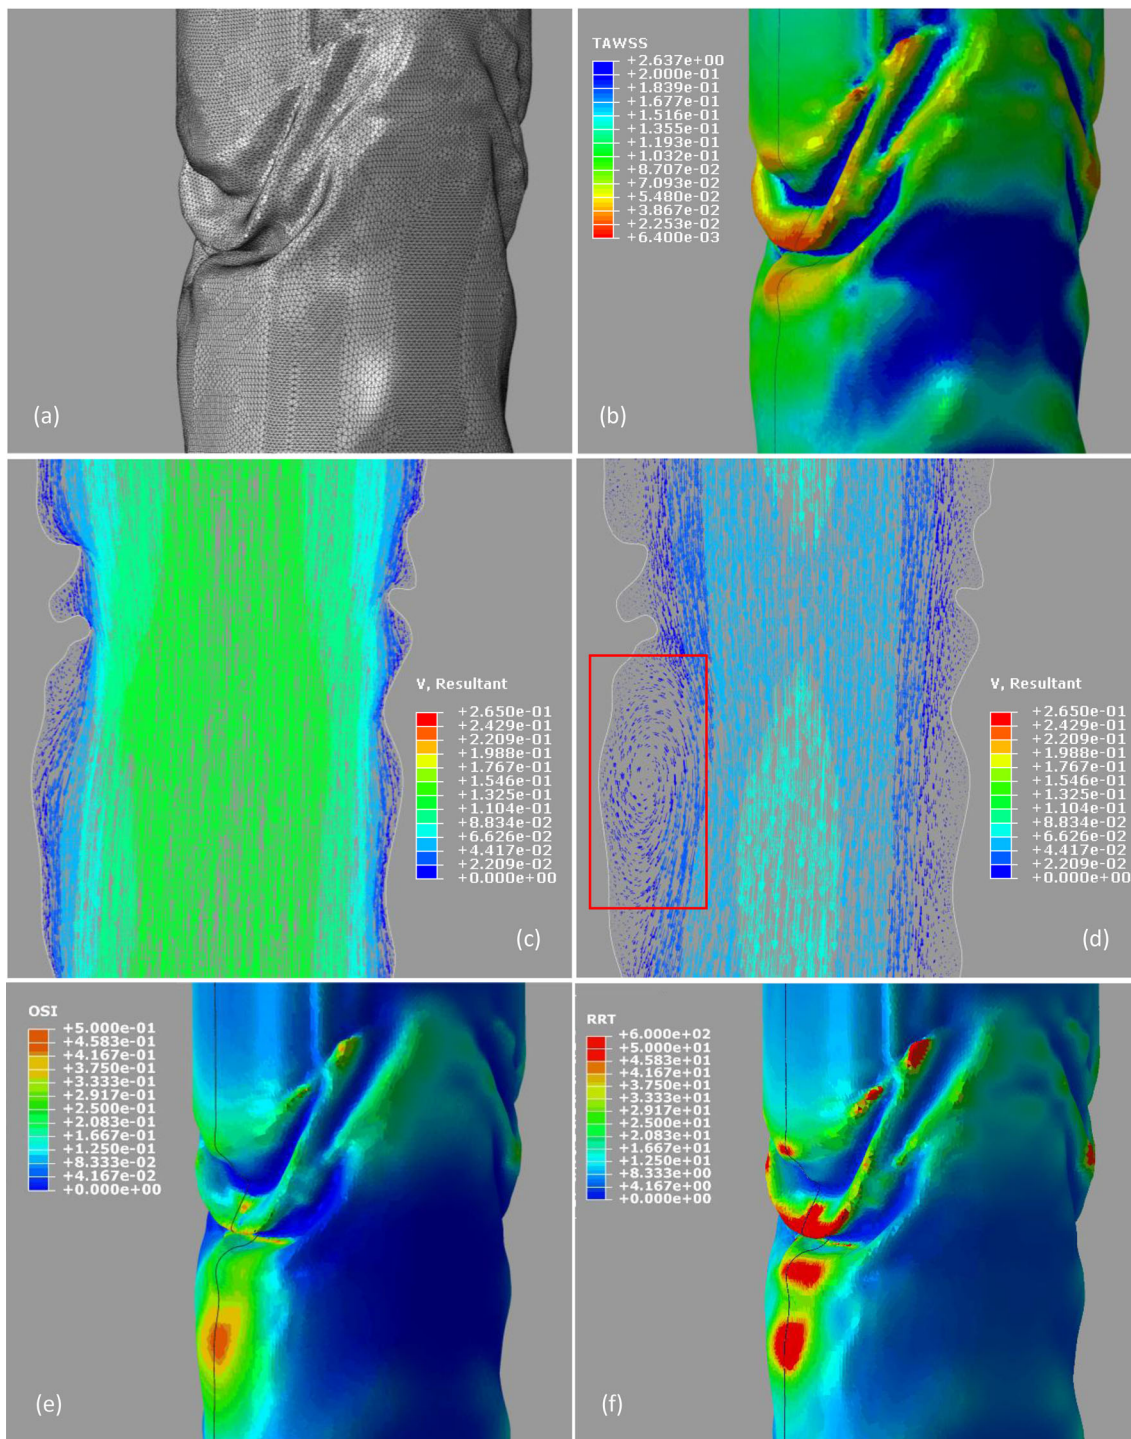 (a)
TAWSS
+2.637e+00
+2.000e-01
+1.839e-01
+1.677e-01
+1.516e-01
+1.355e-01
+1.193e-01
+1.032e-01
+8.707e-02
+7.093e-02
+5.480e-02
+3.867e-02
+2.253e-02
+6.400e-03
(b)
V, Resultant
+2.650e-01
+2.429e-01
+2.209e-01
+1.988e-01
+1.767e-01
+1.546e-01
+1.325e-01
+1.104e-01
+8.834e-02
+6.626e-02
+4.417e-02
+2.209e-02
+0.000e+00
(c)
V, Resultant
+2.650e-01
+2.429e-01
+2.209e-01
+1.988e-01
+1.767e-01
+1.546e-01
+1.325e-01
+1.104e-01
+8.834e-02
+6.626e-02
+4.417e-02
+2.209e-02
+0.000e+00
(d)
OSI
+5.000e-01
+4.583e-01
+4.167e-01
+3.750e-01
+3.333e-01
+2.917e-01
+2.500e-01
+2.083e-01
+1.667e-01
+1.250e-01
+8.333e-02
+4.167e-02
+0.000e+00
(e)
RRT
+6.000e+02
+5.000e+01
+4.583e+01
+4.167e+01
+3.750e+01
+3.333e+01
+2.917e+01
+2.500e+01
+2.083e+01
+1.667e+01
+1.250e+01
+8.333e+00
+4.167e+00
+0.000e+00
(f)